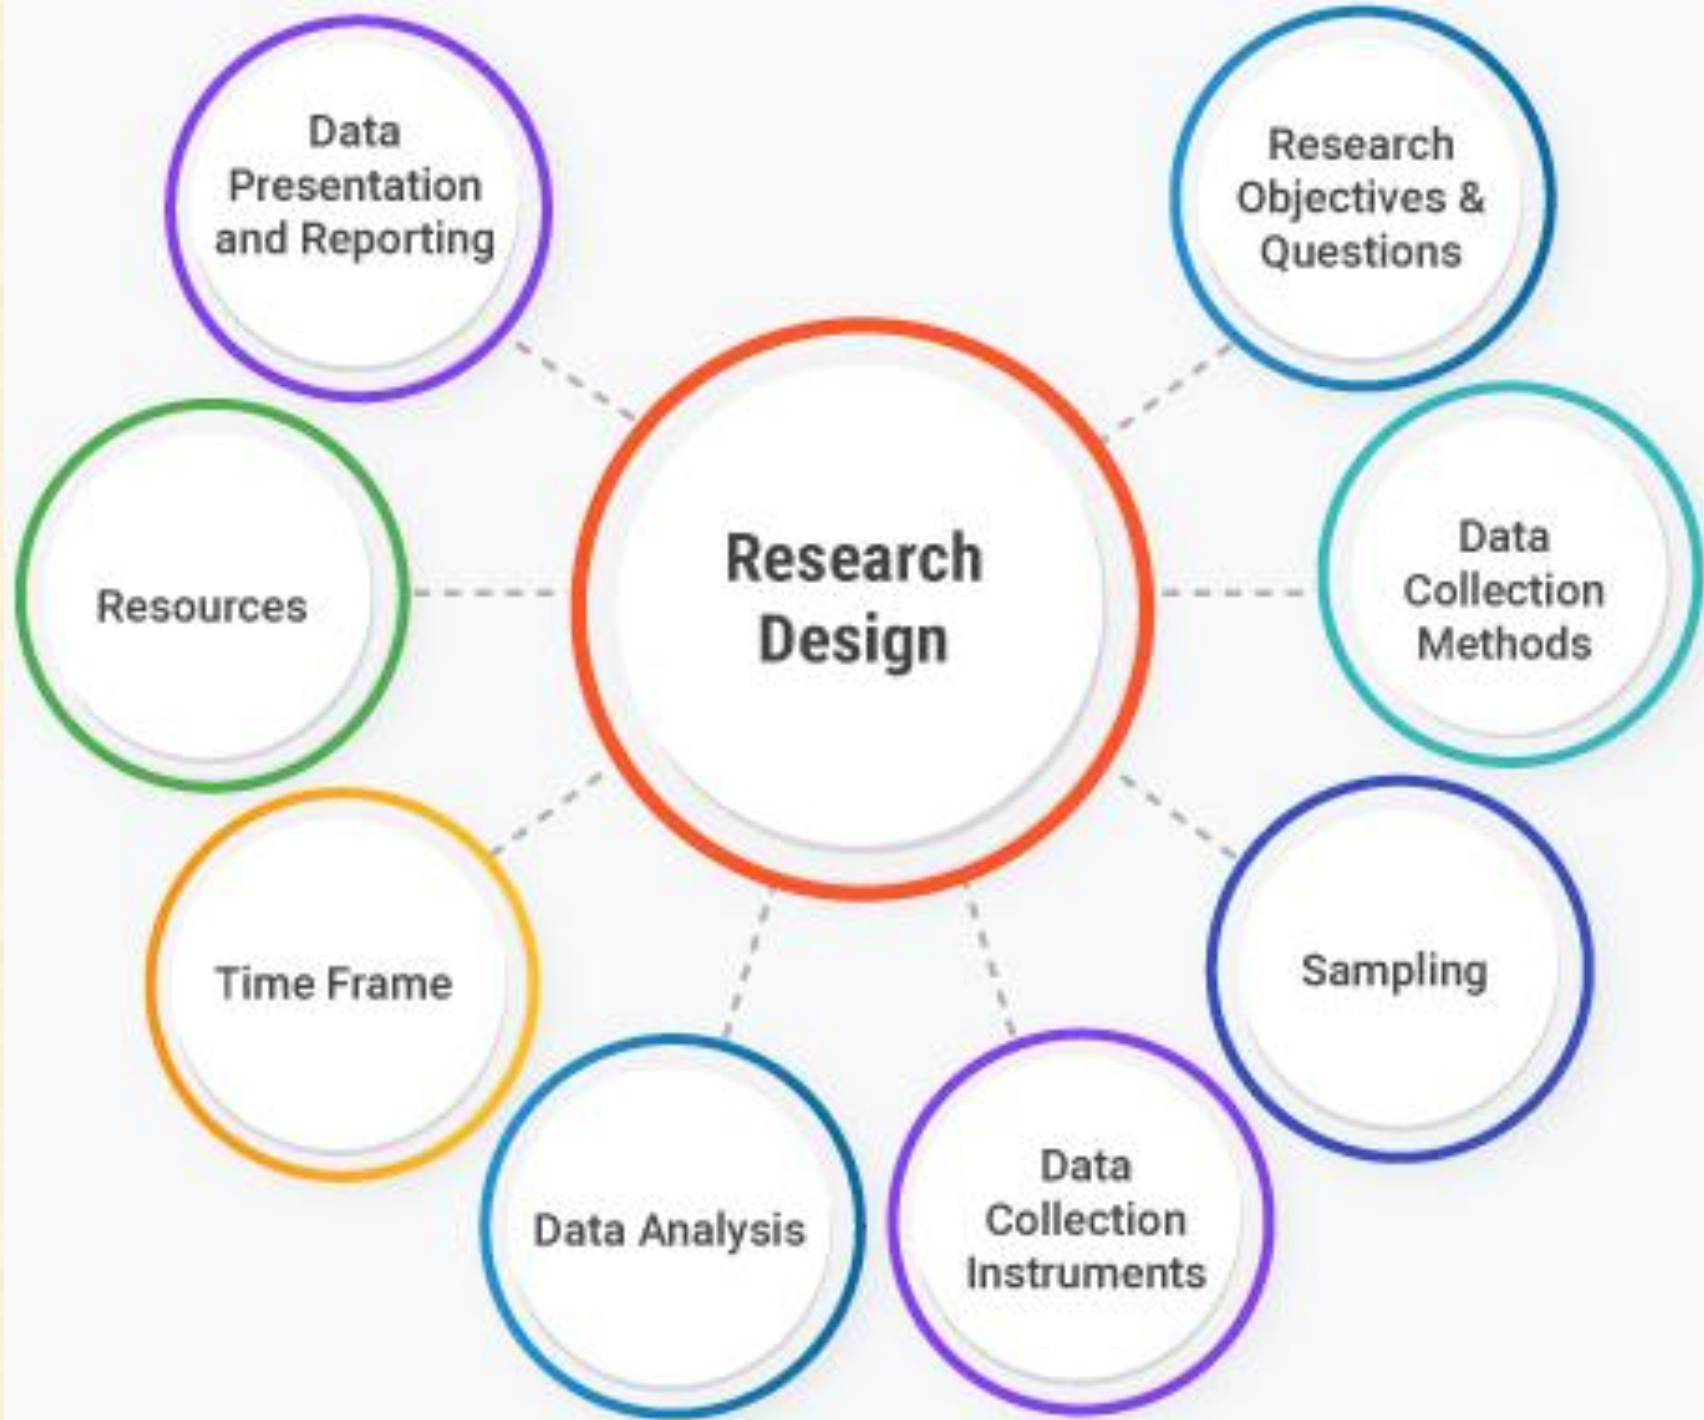 Data
Presentation
and Reporting
Research
Objectives &
Questions
Research
Design
Data
Collection
Methods
Resources
Sampling
Time Frame
Data
Collection
Instruments
Data Analysis